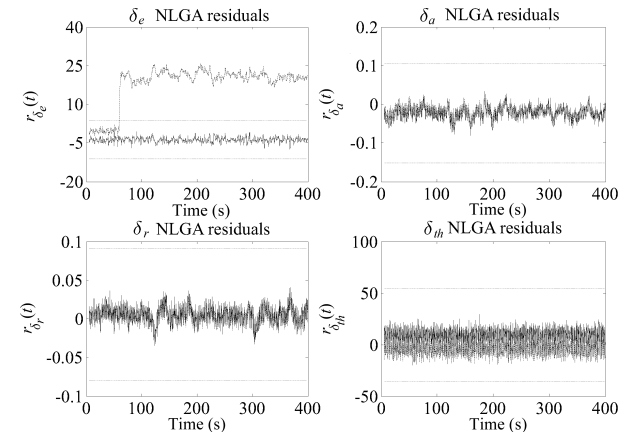 δe NLGA residuals
40
25
10
-5
-20
rδe(t)
0 100 200 300 400
Time (s)
δa NLGA residuals
0.2
0.1
0
-0.1
-0.2
rδa(t)
0 100 200 300 400
Time (s)
δr NLGA residuals
0.1
0.05
0
-0.05
-0.1
rδr(t)
0 100 200 300 400
Time (s)
δth NLGA residuals
100
50
0
-50
rδth(t)
0 100 200 300 400
Time (s)